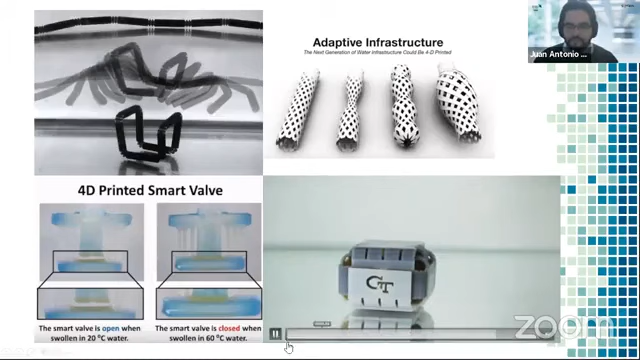 Adaptive Infrastructure
The Next Generation of Water Infrastructure Could Be 4-D Printed
Juan Antonio ...
4D Printed Smart Valve
The smart valve is open when
swollen in 20 °C water.
The smart valve is closed when
swollen in 60 °C water.
GT
zoom